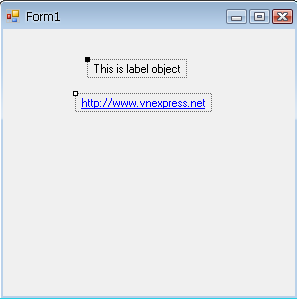 Form1
This is label object
http://www.vnexpress.net